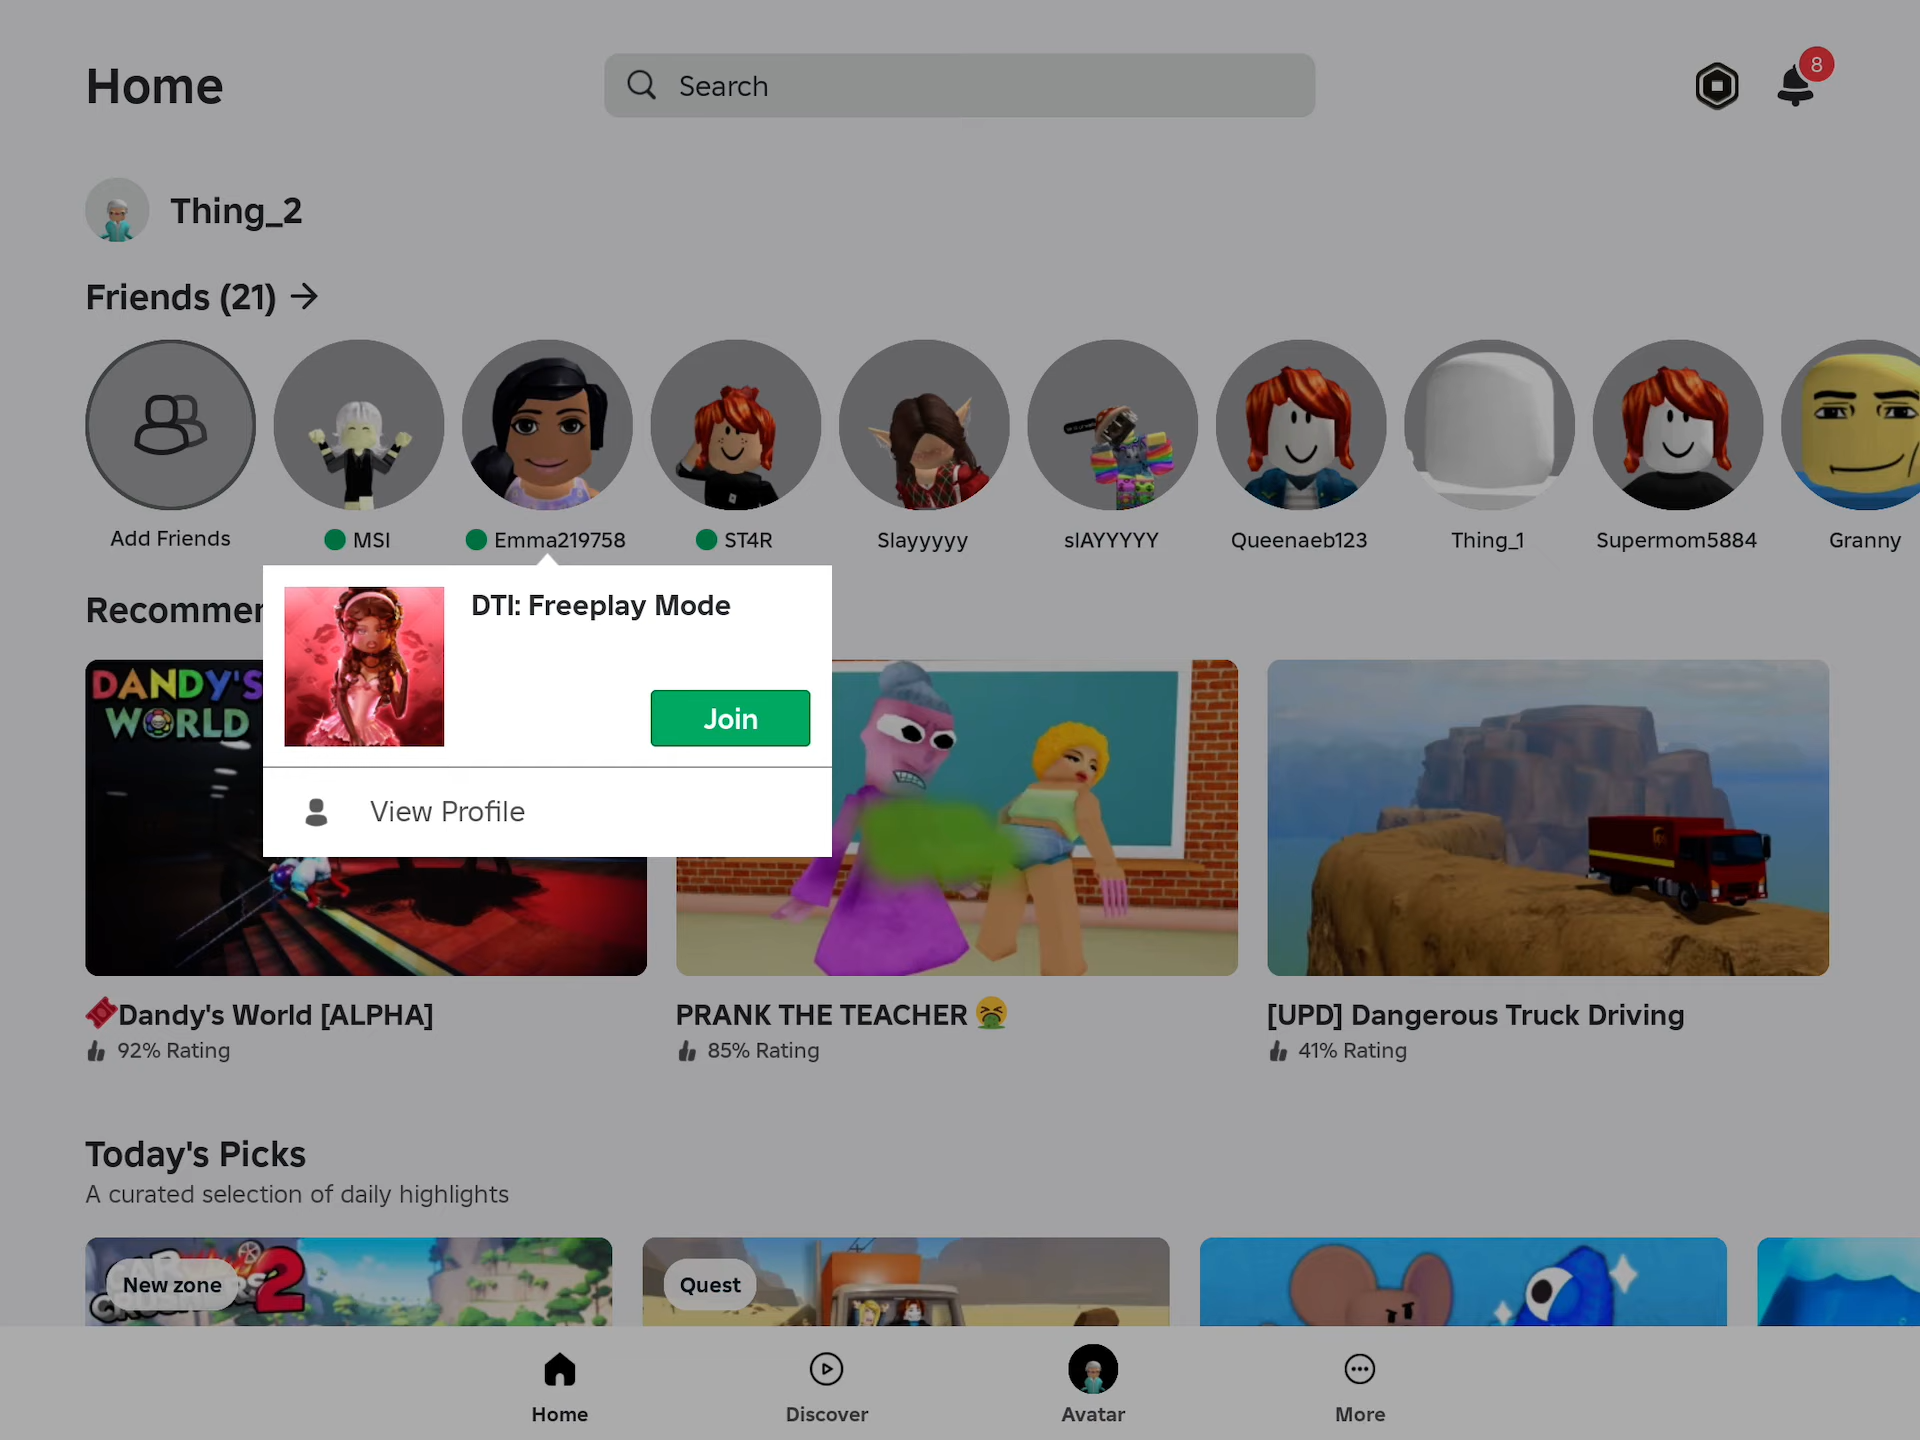 Home
Search
8
Thing_2
Friends (21)
Add Friends
MSI
Emma219758
ST4R
Slayyyyy
slAYYYYY
Queenaeb123
Thing_1
Supermom5884
Granny
Recommen
DTI: Freeplay Mode
Join
View Profile
DANDY'S
WORLD
Dandy's World [ALPHA]
92% Rating
PRANK THE TEACHER
85% Rating
[UPD] Dangerous Truck Driving
41% Rating
Today's Picks
A curated selection of daily highlights
New zone
2
Quest
Home
Discover
Avatar
More